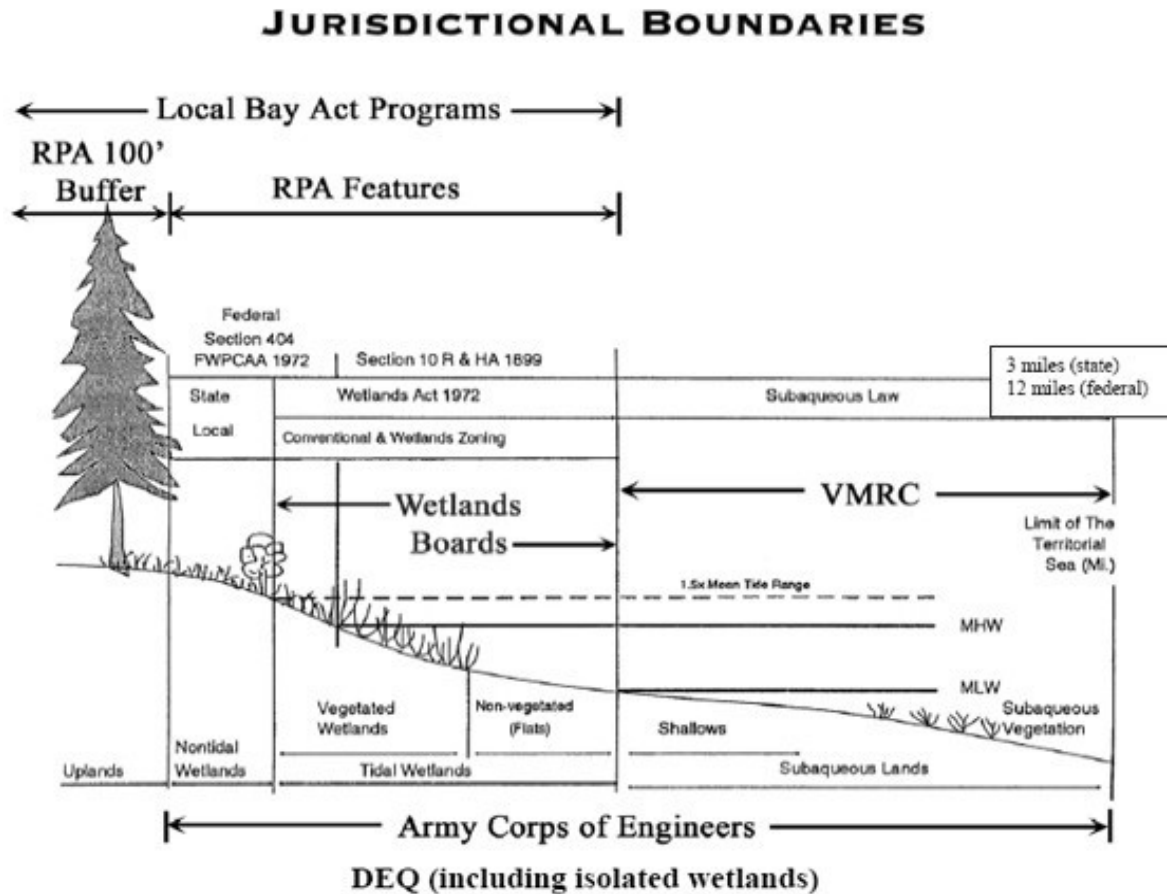 JURISDICTIONAL BOUNDARIES
Local Bay Act Programs
RPA 100’
Buffer
RPA Features
Federal
Section 404
FWPCAA 1972
Section 10 R & HA 1899
3 miles (state)
12 miles (federal)
State
Wetlands Act 1972
Subaqueous Law
Local
Conventional & Wetlands Zoning
Wetlands
Boards
VMRC
Limit of The
Territorial
Sea (Mi.)
1.5x Mean Tide Range
MHW
MLW
Vegetated
Wetlands
Non-vegetated
(Flats)
Shallows
Subaqueous
Vegetation
Uplands
Nontidal
Wetlands
Tidal Wetlands
Subaqueous Lands
Army Corps of Engineers
DEQ (including isolated wetlands)